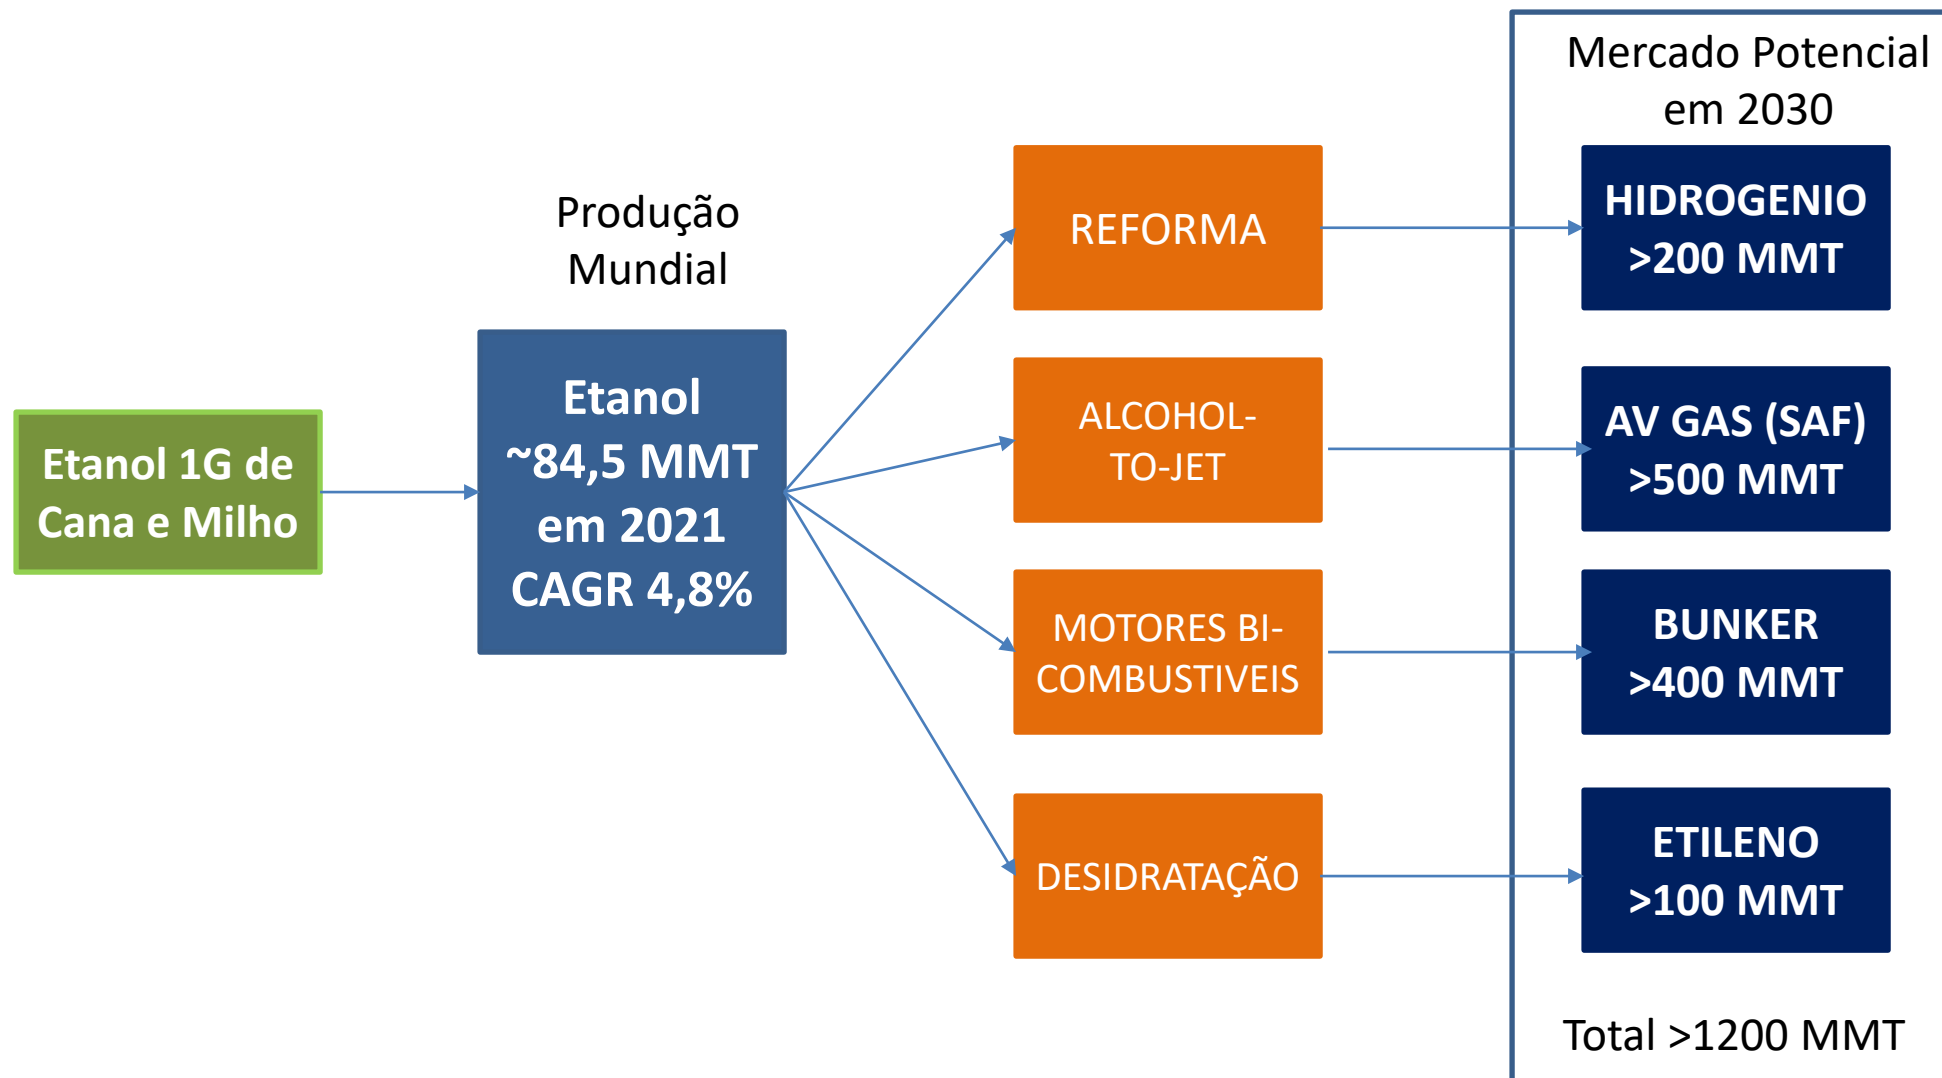 Etanol 1G de
Cana e Milho
Produção
Mundial
Etanol
~84,5 MMT
em 2021
CAGR 4,8%
REFORMA
ALCOHOL-
TO-JET
MOTORES BI-
COMBUSTIVEIS
DESIDRATAÇÃO
Mercado Potencial
em 2030
HIDROGENIO
>200 MMT
AV GAS (SAF)
>500 MMT
BUNKER
>400 MMT
ETILENO
>100 MMT
Total >1200 MMT